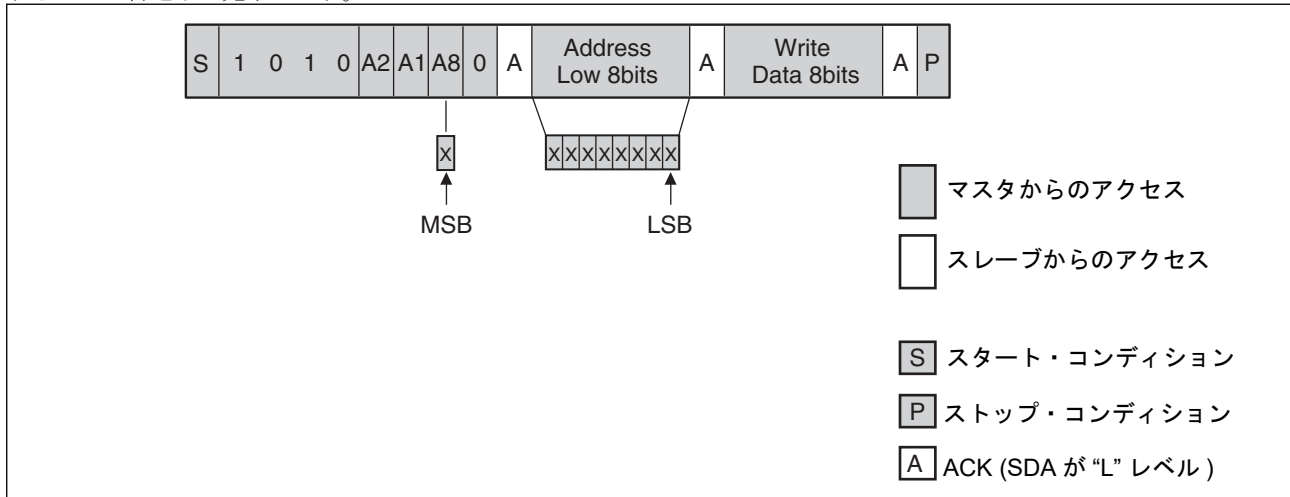 S 1 0 1 0 A2 A1 A8 0 A Address Low 8bits A Write Data 8bits A P
X XXXXXXXX
MSB LSB
マスタからのアクセス
スレーブからのアクセス
S スタート・コンディション
P ストップ・コンディション
A ACK (SDA が “L” レベル )